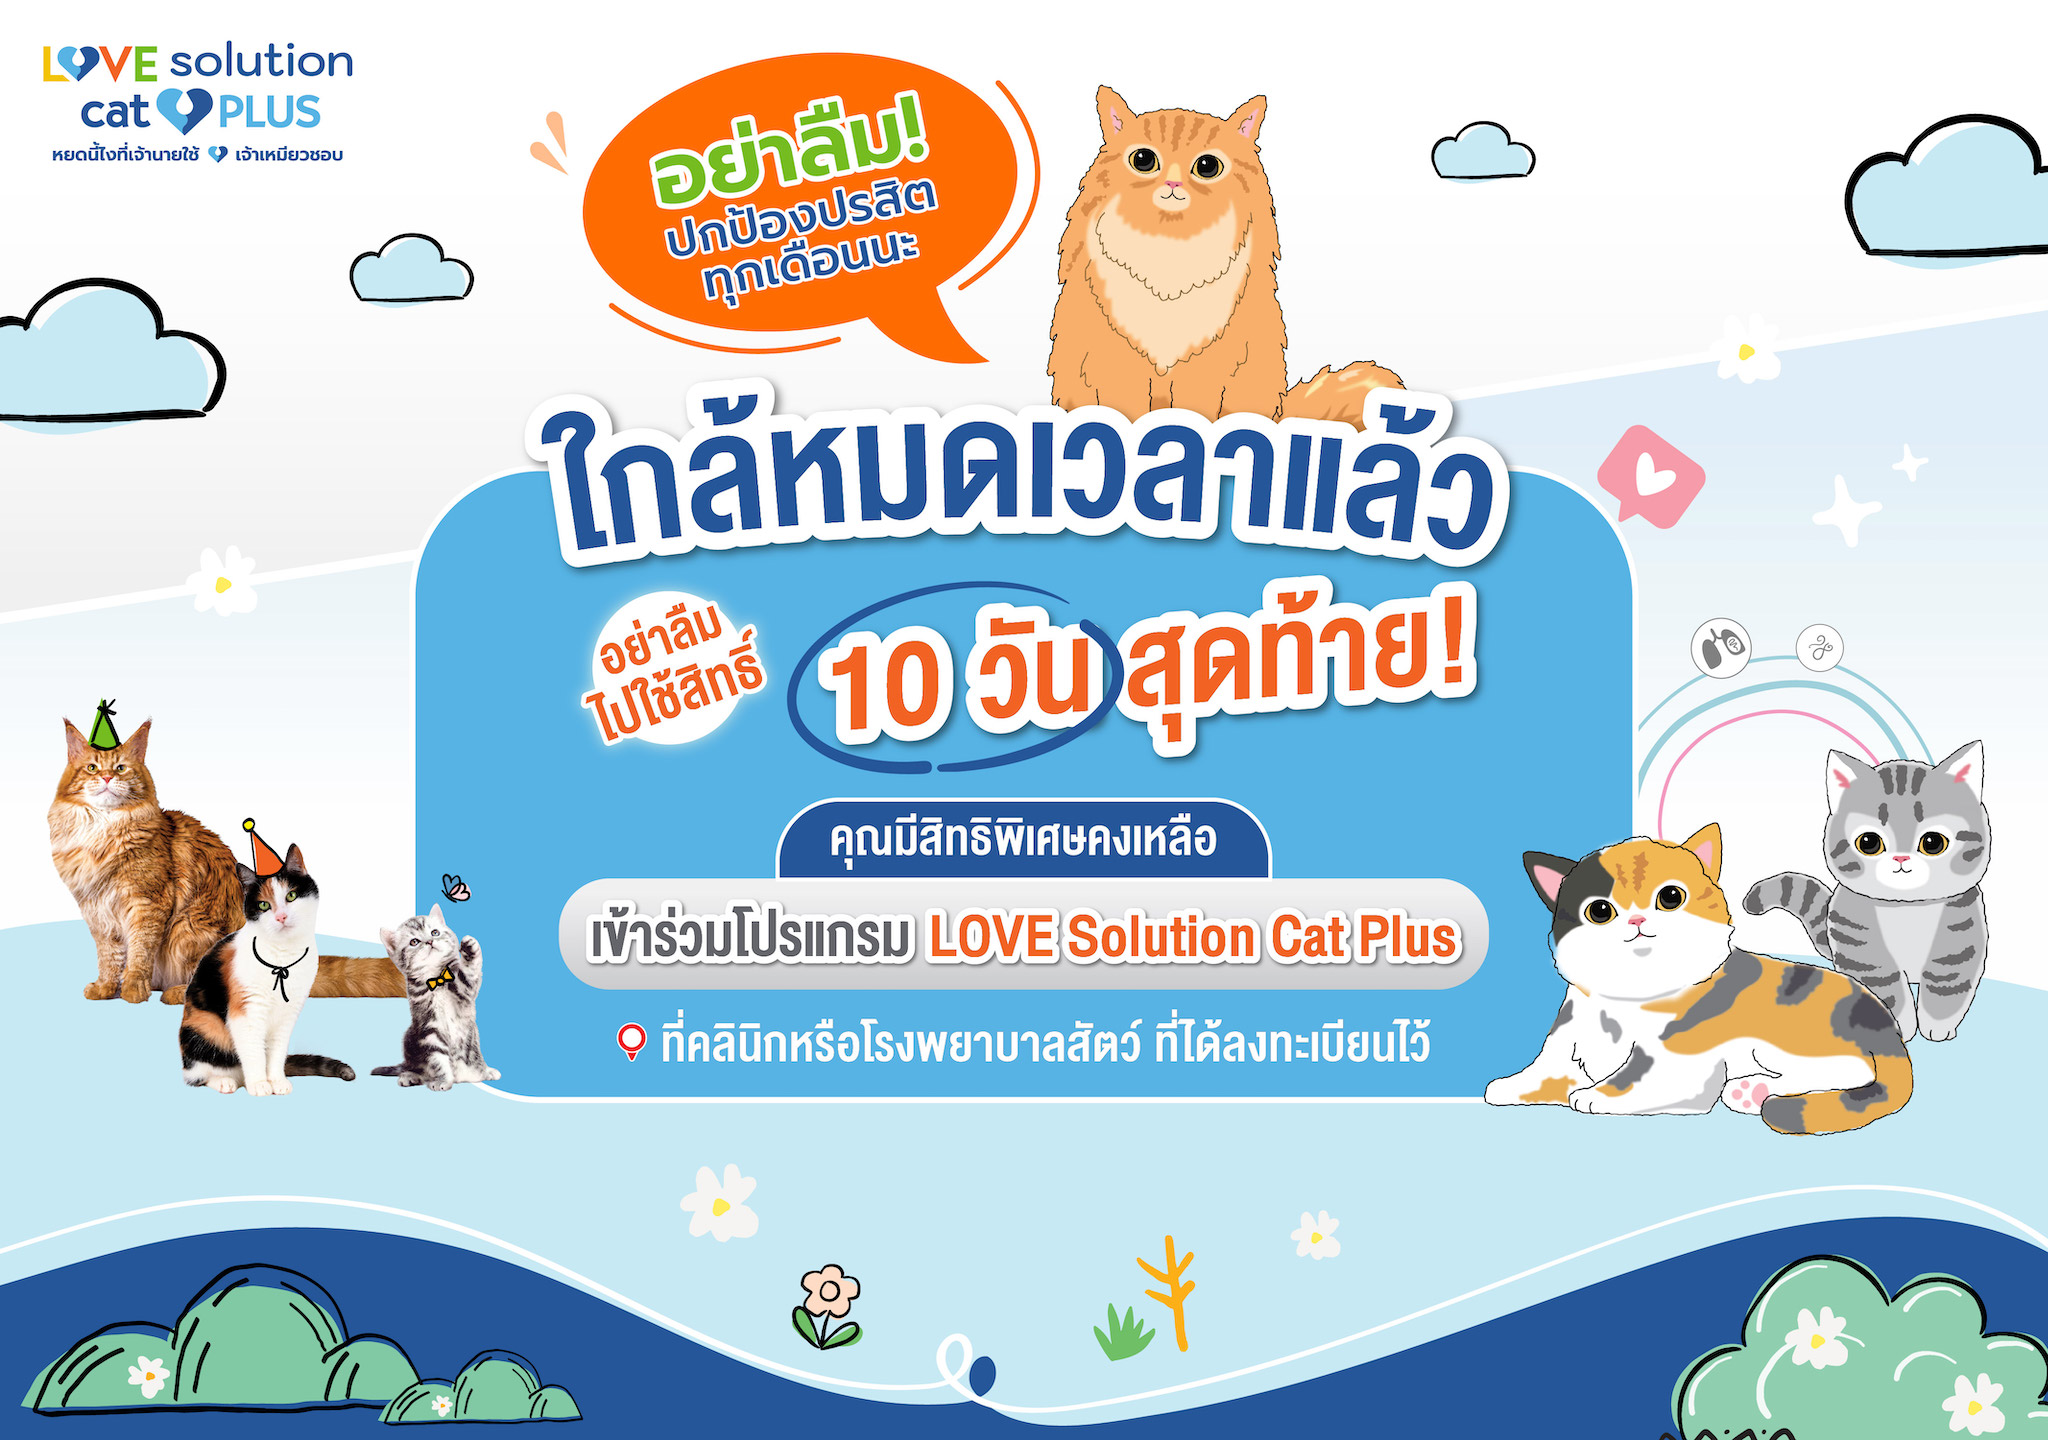 LOVE solution
cat PLUS
หยดนี้ไงที่เจ้านายใช้ เจ้าเหมียวชอบ
อย่าลืม!
ปกป้องปรสิต
ทุกเดือนนะ
ใกล้หมดเวลาแล้ว
อย่าลืม
ไปใช้สิทธิ์
10 วัน สุดท้าย!
คุณมีสิทธิพิเศษคงเหลือ
เข้าร่วมโปรแกรม LOVE Solution Cat Plus
ที่คลินิกหรือโรงพยาบาลสัตว์ ที่ได้ลงทะเบียนไว้